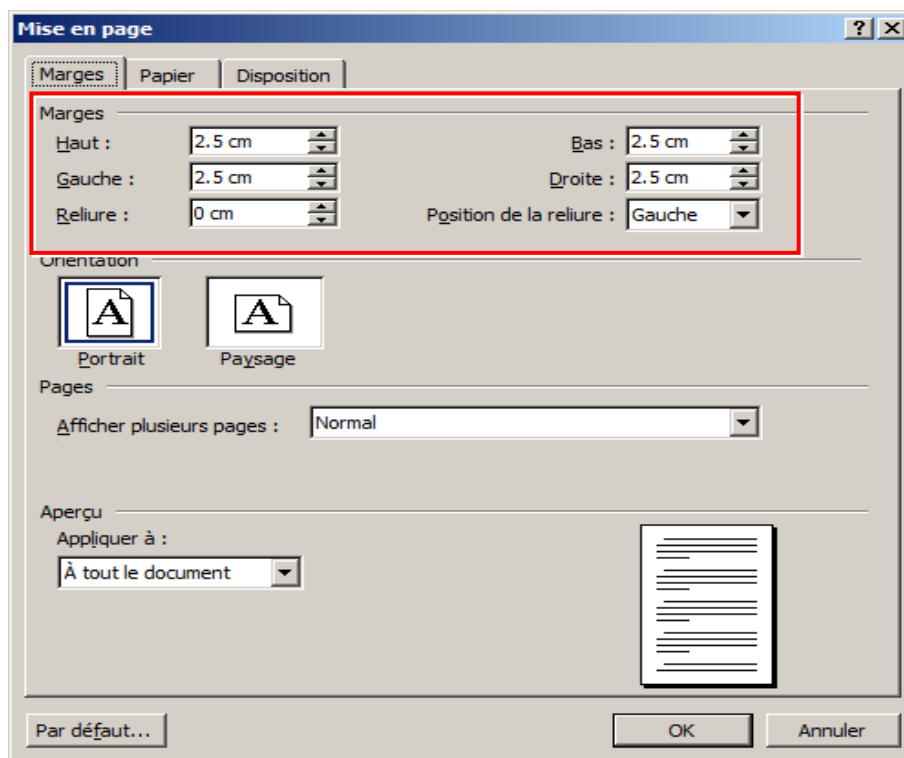 Mise en page
Marges Papier Disposition
Marges
Haut : 2.5 cm Bas : 2.5 cm
Gauche : 2.5 cm Droite : 2.5 cm
Reliure : 0 cm Position de la reliure : Gauche
Orientation
A A
Portrait Paysage
Pages
Afficher plusieurs pages : Normal
Aperçu
Appliquer à :
À tout le document
Par défaut... OK Annuler